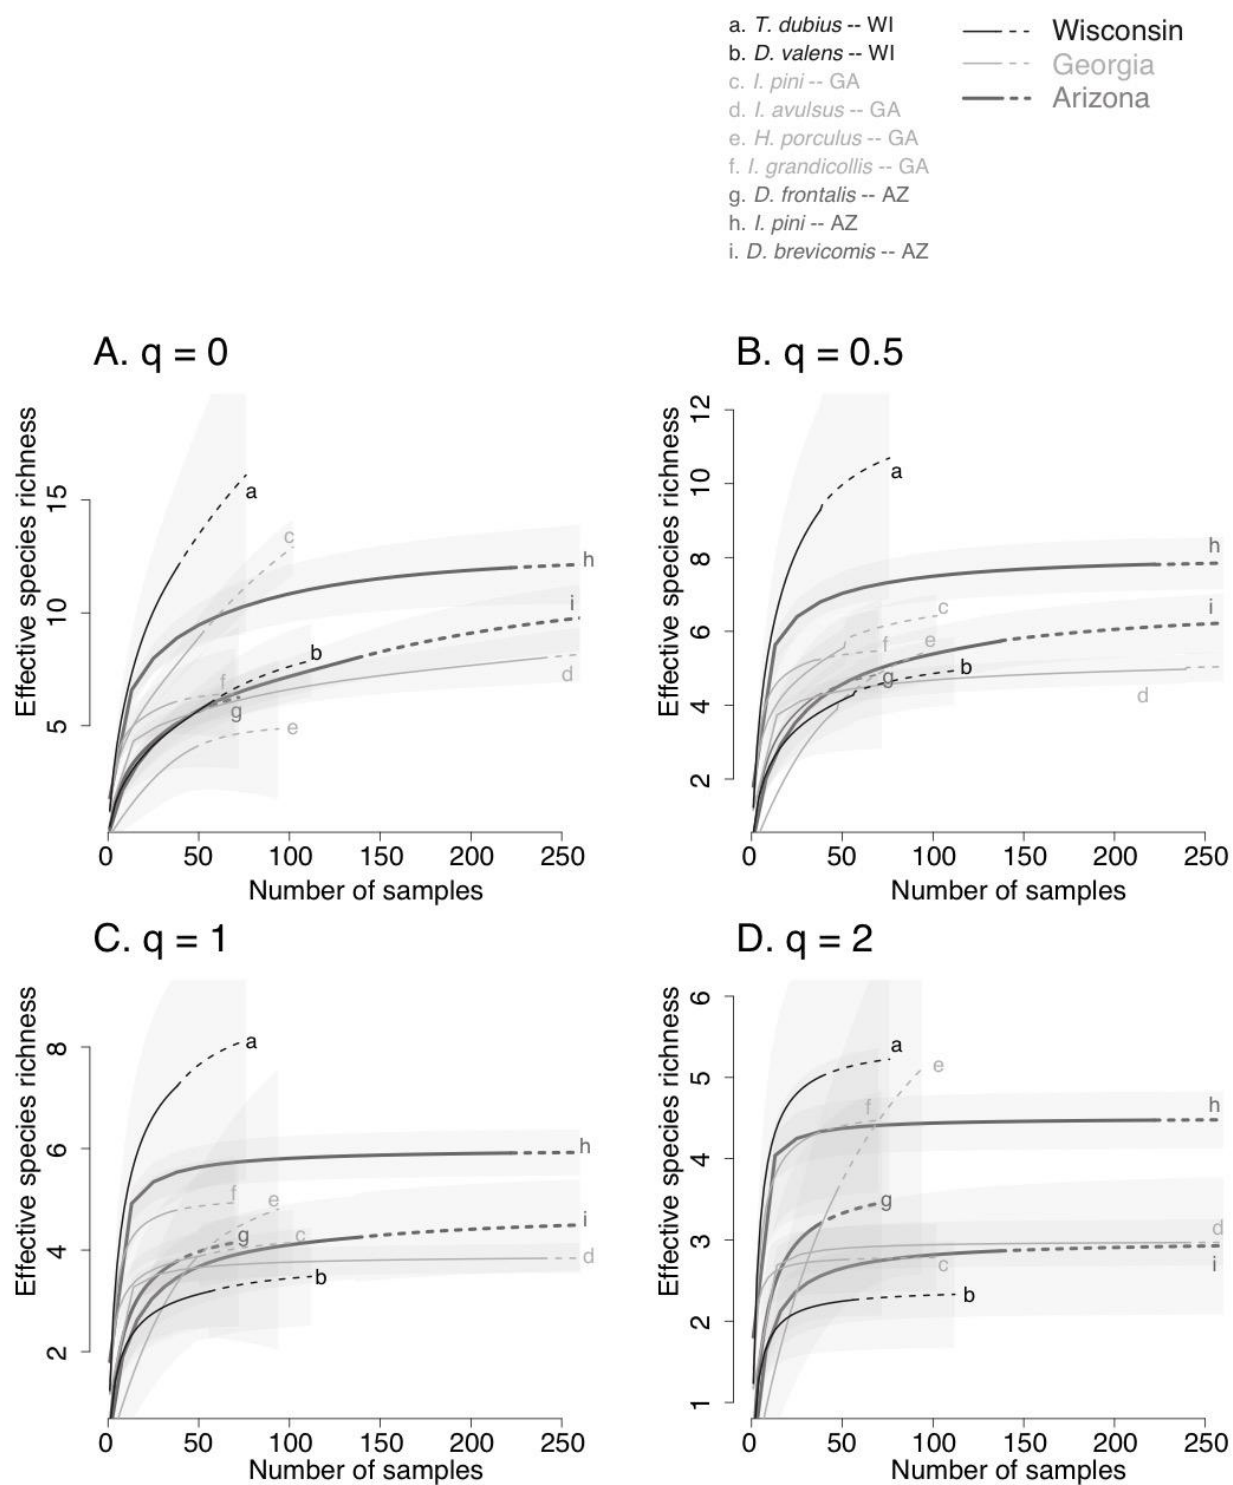 a. T. dubius -- WI
b. D. valens -- WI
c. I. pini -- GA
d. I. avulsus -- GA
e. H. porculus -- GA
f. I. grandicollis -- GA
g. D. frontalis -- AZ
h. I. pini -- AZ
i. D. brevicomis -- AZ
Wisconsin
Georgia
Arizona
A. q = 0
Effective species richness
15
10
5
a
c
h
i
b
f
d
g
e
0 50 100 150 200 250
Number of samples
B. q = 0.5
Effective species richness
12
10
8
6
4
2
a
h
c
i
e
f
b
g
d
0 50 100 150 200 250
Number of samples
C. q = 1
Effective species richness
8
6
4
2
a
h
f
e
i
g
c
d
b
0 50 100 150 200 250
Number of samples
D. q = 2
Effective species richness
6
5
4
3
2
1
a
e
f
h
g
d
c
i
b
0 50 100 150 200 250
Number of samples